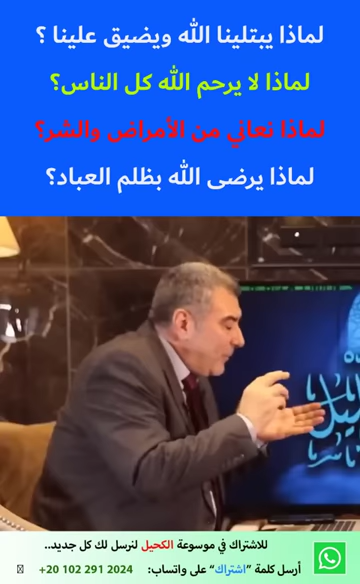 لماذا يبتلينا الله ويضيق علينا ؟
لماذا لا يرحم الله كل الناس؟
لماذا نعاني من الأمراض والشر؟
لماذا يرضى الله بظلم العباد؟
للاشتراك في موسوعة الكحيل لنرسل لك كل جديد..
أرسل كلمة "اشتراك" على واتساب: +20 102 291 2024